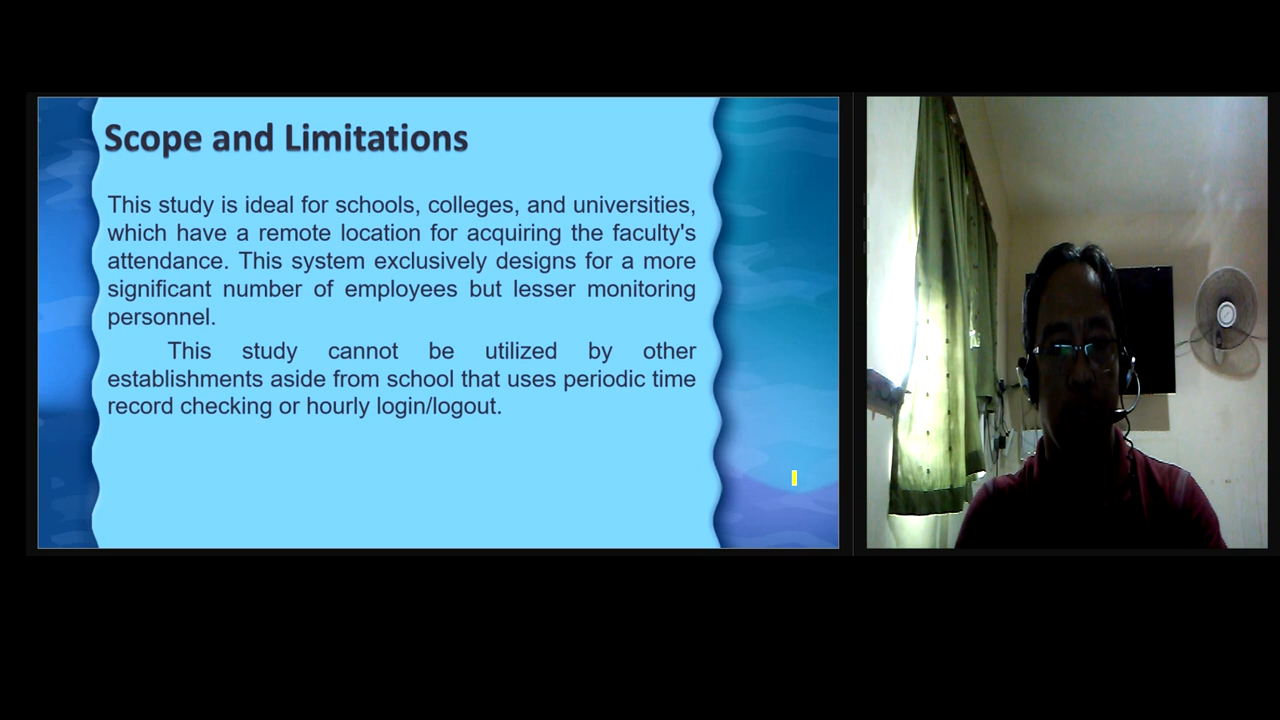 Scope and Limitations
This study is ideal for schools, colleges, and universities,
which have a remote location for acquiring the faculty's
attendance. This system exclusively designs for a more
significant number of employees but lesser monitoring
personnel.
This study cannot be utilized by other
establishments aside from school that uses periodic time
record checking or hourly login/logout.